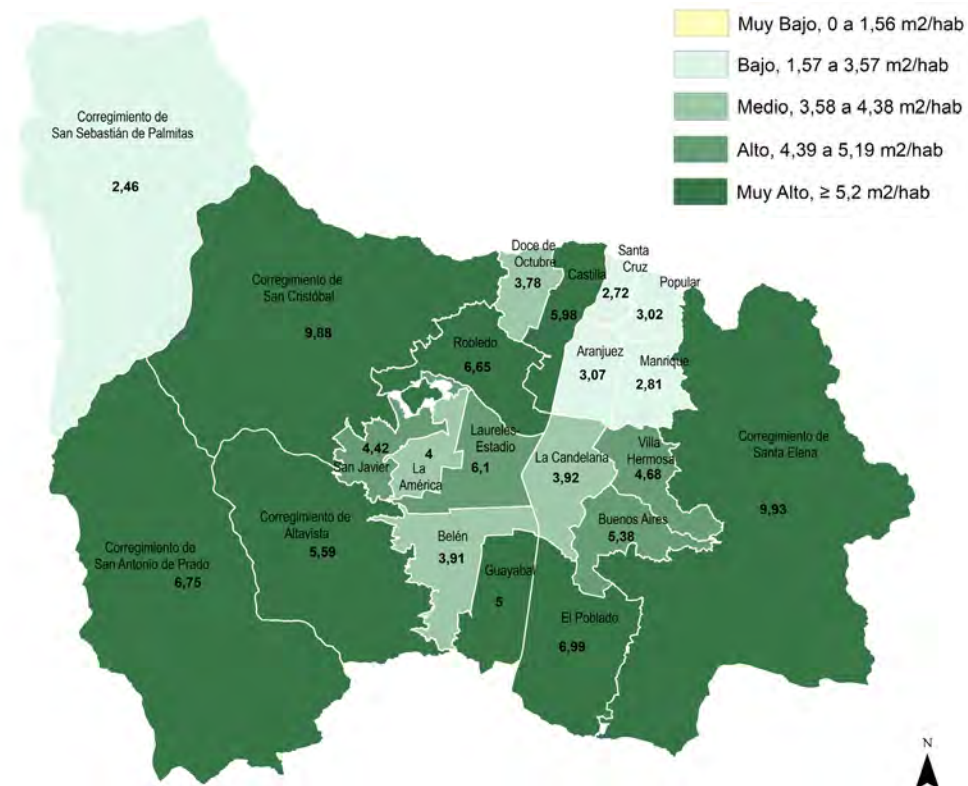 Muy Bajo, 0 a 1,56 m2/hab
Bajo, 1,57 a 3,57 m2/hab
Medio, 3,58 a 4,38 m2/hab
Alto, 4,39 a 5,19 m2/hab
Muy Alto, ≥ 5,2 m2/hab
Corregimiento de
San Sebastián de Palmitas
2,46
Corregimiento de
San Cristóbal
9,88
Doce de
Octubre
3,78
Castilla
5,98
Santa
Cruz
2,72
Popular
3,02
Robledo
6,65
Aranjuez
3,07
Manrique
2,81
4,42
San Javier
4
La
América
Laureles-
Estadio
6,1
La Candelaria
3,92
Villa
Hermosa
4,68
Corregimiento de
Santa Elena
9,93
Corregimiento de
Altavista
5,59
Belén
3,91
Buenos Aires
5,38
Corregimiento de
San Antonio de Prado
6,75
Guayabal
5
El Poblado
6,99
N